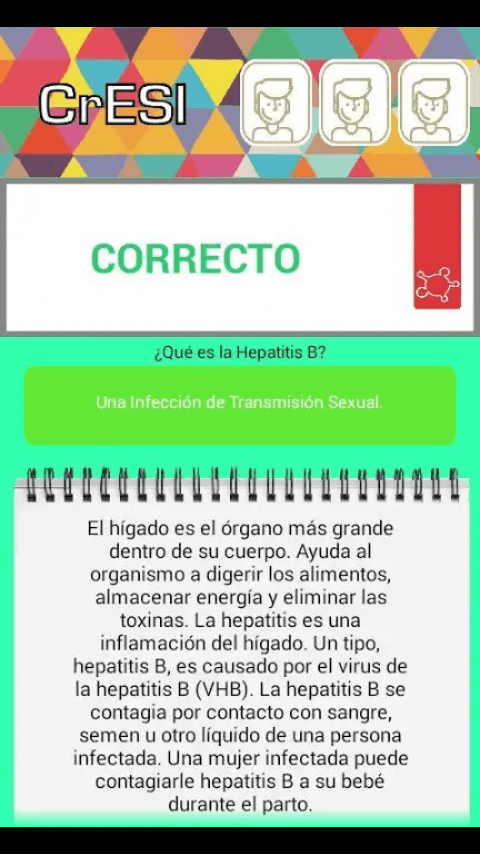 CrESI
CORRECTO
¿Qué es la Hepatitis B?
Una Infección de Transmisión Sexual.
El hígado es el órgano más grande
dentro de su cuerpo. Ayuda al
organismo a digerir los alimentos,
almacenar energía y eliminar las
toxinas. La hepatitis es una
inflamación del hígado. Un tipo,
hepatitis B, es causado por el virus de
la hepatitis B (VHB). La hepatitis B se
contagia por contacto con sangre,
semen u otro líquido de una persona
infectada. Una mujer infectada puede
contagiarle hepatitis B a su bebé
durante el parto.